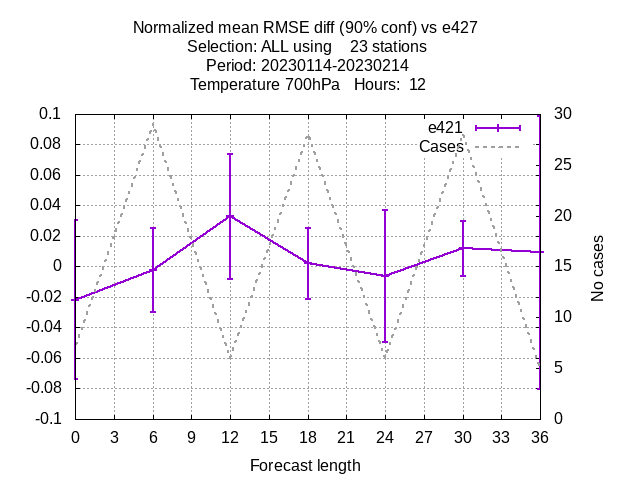 Normalized mean RMSE diff (90% conf) vs e427
Selection: ALL using    23 stations
Period: 20230114-20230214
Temperature 700hPa   Hours:  12
e421
Cases
0.1
0.08
0.06
0.04
0.02
0
-0.02
-0.04
-0.06
-0.08
-0.1
30
25
20
15
10
5
0
No cases
0 3 6 9 12 15 18 21 24 27 30 33 36
Forecast length